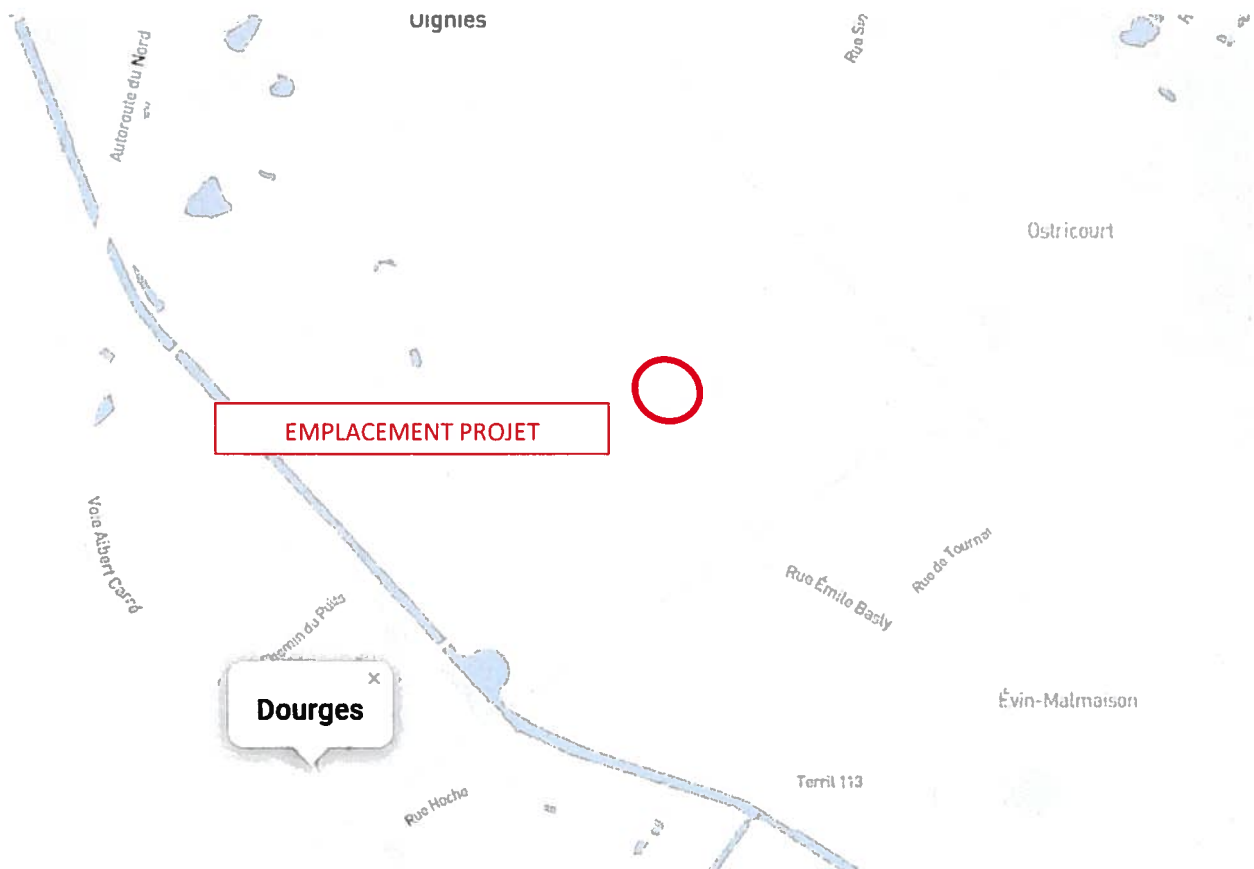 Oignies
Autoroute du Nord
Ostricourt
EMPLACEMENT PROJET
Voie Albert Carré
Rue de Tournai
Rue Émile Basly
Chemin du Puits
×
Dourges
Évin-Malmaison
Terril 113
Rue Hoche